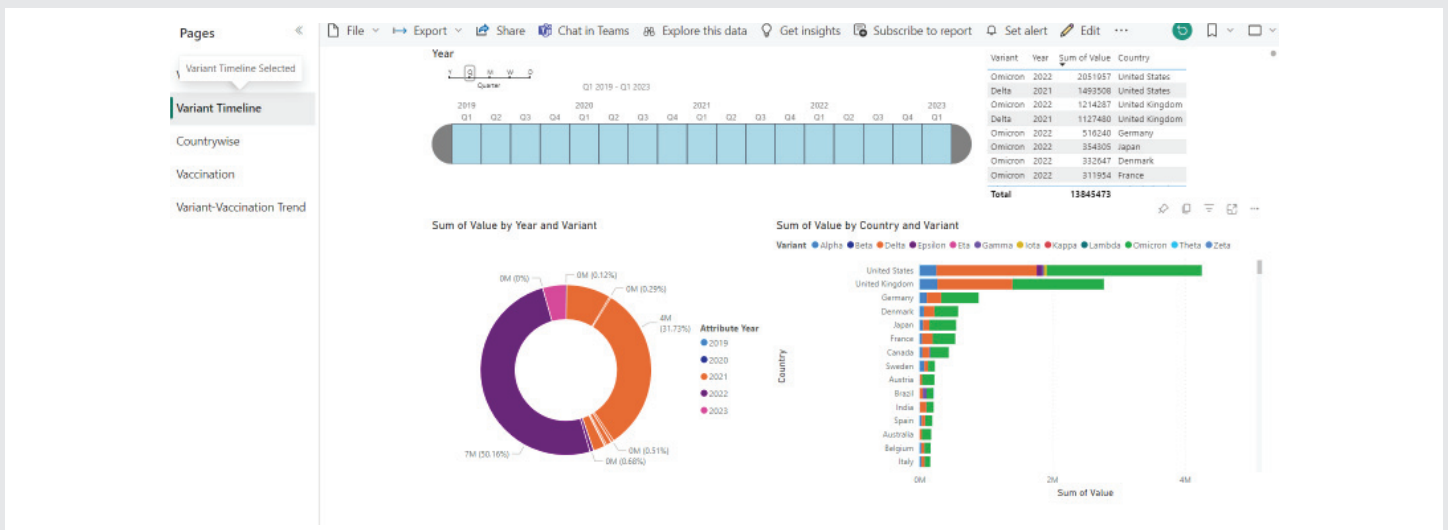 Pages
File
Export
Share
Chat in Teams
Explore this data
Get insights
Subscribe to report
Set alert
Edit
Variant Timeline Selected
Variant Timeline
Countrywise
Vaccination
Variant-Vaccination Trend
Year
Y Q M W D
Quarter
Q1 2019 - Q1 2023
2019 2020 2021 2022 2023
Q1 Q2 Q3 Q4 Q1 Q2 Q3 Q4 Q1 Q2 Q3 Q4 Q1 Q2 Q3 Q4 Q1
Variant Year Sum of Value Country
Omicron 2022 2051957 United States
Delta 2021 1493508 United States
Omicron 2022 1214287 United Kingdom
Delta 2021 1127480 United Kingdom
Omicron 2022 516240 Germany
Omicron 2022 354305 Japan
Omicron 2022 332647 Denmark
Omicron 2022 311954 France
Total 13845473
Sum of Value by Year and Variant
0M (0%)
0M (0.12%)
0M (0.29%)
4M
(31.73%)
0M (0.51%)
0M (0.68%)
7M (50.16%)
Attribute Year
2019
2020
2021
2022
2023
Sum of Value by Country and Variant
Variant Alpha Beta Delta Epsilon Eta Gamma Iota Kappa Lambda Omicron Theta Zeta
Country
United States
United Kingdom
Germany
Denmark
Japan
France
Canada
Sweden
Austria
Brazil
India
Spain
Australia
Belgium
Italy
0M 2M 4M
Sum of Value